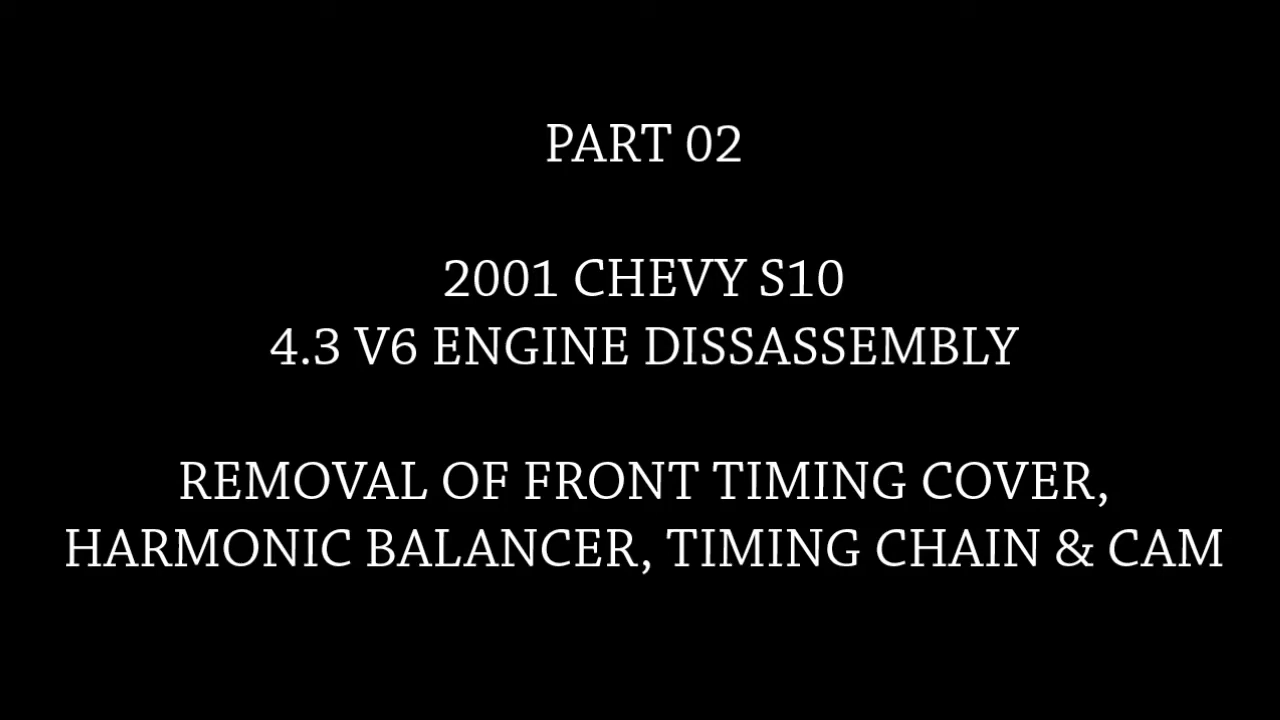 PART 02
2001 CHEVY S10
4.3 V6 ENGINE DISSASSEMBLY
REMOVAL OF FRONT TIMING COVER,
HARMONIC BALANCER, TIMING CHAIN & CAM